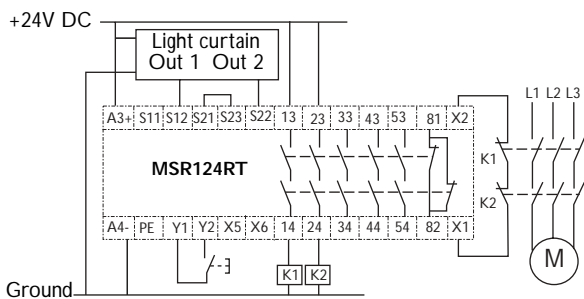 +24V DC
Light curtain
Out 1 Out 2
L1 L2 L3
A3+ S11 S12 S21 S23 S22 13 23 33 43 53 81 X2
MSR124RT
K1
K2
A4- PE Y1 Y2 X5 X6 14 24 34 44 54 82 X1
M
K1 K2
Ground